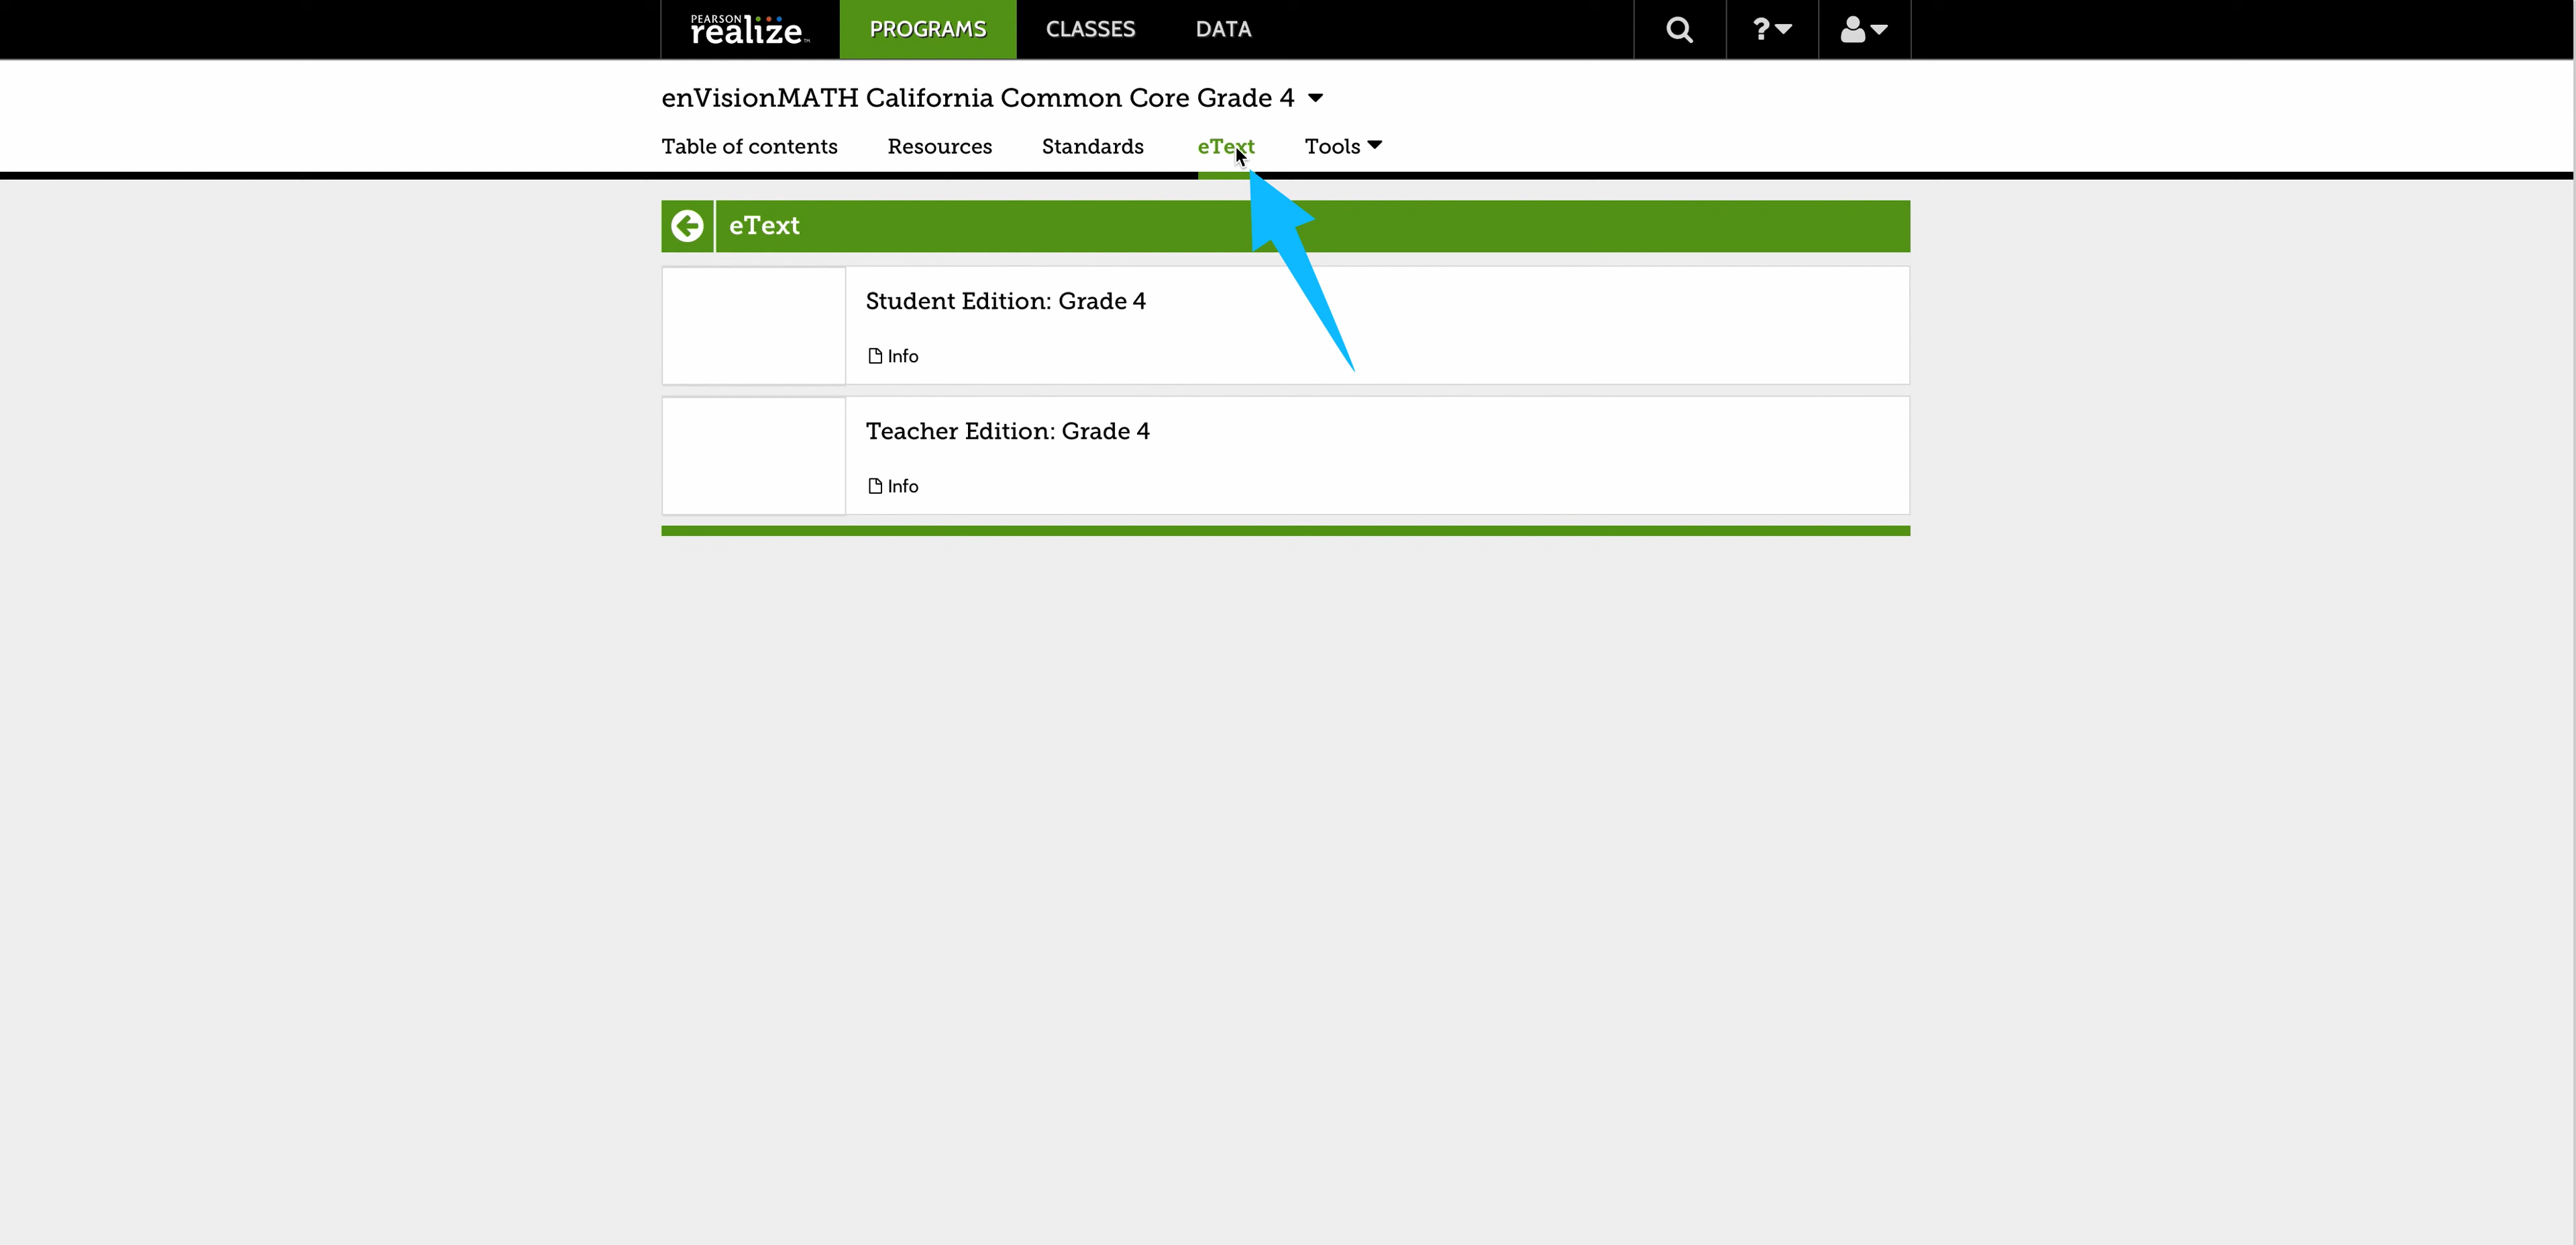 PEARSON
realize™
PROGRAMS
CLASSES
DATA
?
enVisionMATH California Common Core Grade 4
Table of contents
Resources
Standards
eText
Tools
eText
Student Edition: Grade 4
Info
Teacher Edition: Grade 4
Info